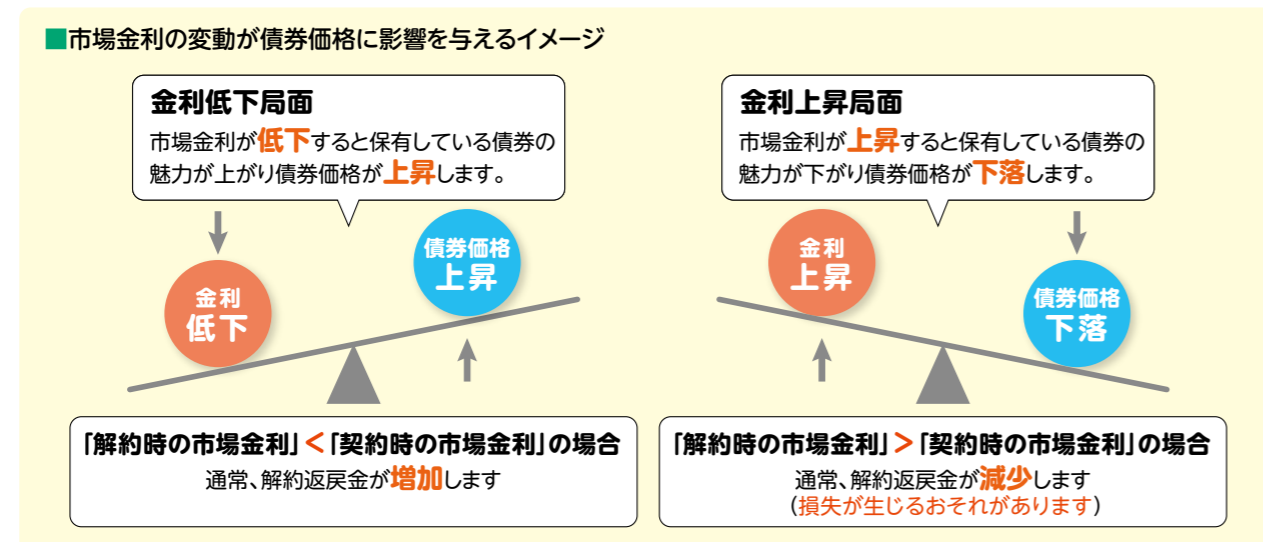 ■市場金利の変動が債券価格に影響を与えるイメージ
金利低下局面
市場金利が低下すると保有している債券の
魅力が上がり債券価格が上昇します。
債券価格
上昇
金利
低下
「解約時の市場金利」<「契約時の市場金利」の場合
通常、解約返戻金が増加します
金利上昇局面
市場金利が上昇すると保有している債券の
魅力が下がり債券価格が下落します。
金利
上昇
債券価格
下落
「解約時の市場金利」>「契約時の市場金利」の場合
通常、解約返戻金が減少します
（損失が生じるおそれがあります）